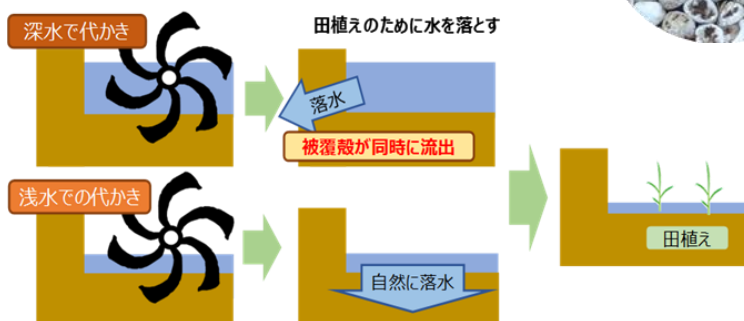 深水で代かき
田植えのために水を落とす
落水
被覆殻が同時に流出
浅水での代かき
自然に落水
田植え